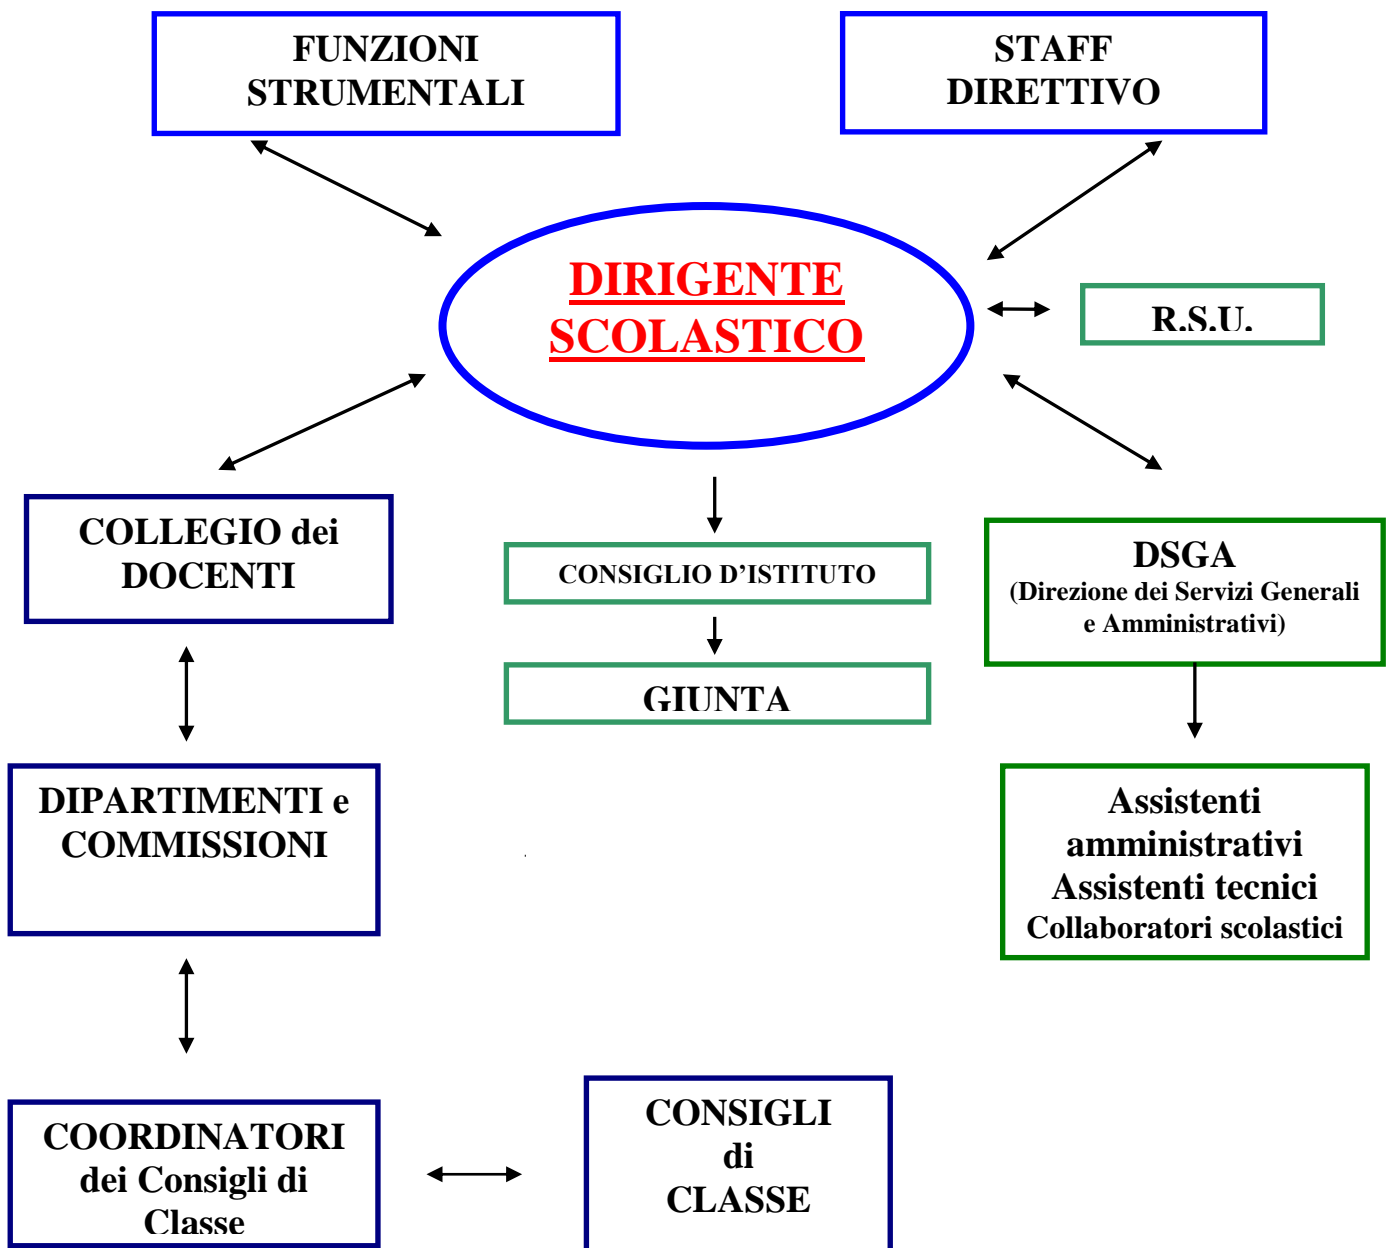 FUNZIONI
STRUMENTALI
STAFF
DIRETTIVO
DIRIGENTE
SCOLASTICO
R.S.U.
COLLEGIO dei
DOCENTI
CONSIGLIO D’ISTITUTO
GIUNTA
DSGA
(Direzione dei Servizi Generali
e Amministrativi)
DIPARTIMENTI e
COMMISSIONI
Assistenti
amministrativi
Assistenti tecnici
Collaboratori scolastici
COORDINATORI
dei Consigli di
Classe
CONSIGLI
di
CLASSE